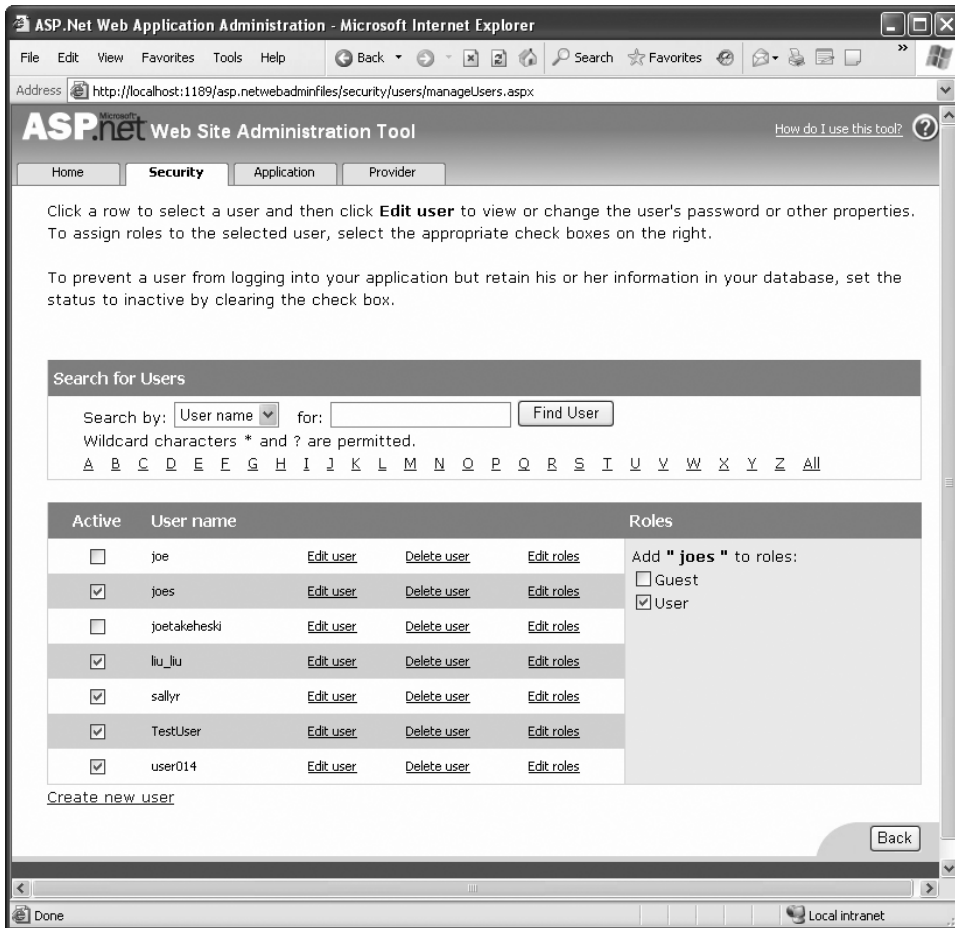 ASP.Net Web Application Administration - Microsoft Internet Explorer
File Edit View Favorites Tools Help Back Search Favorites »
Address http://localhost:1189/asp.netwebadminfiles/security/users/manageUsers.aspx
Microsoft
ASP.net Web Site Administration Tool How do I use this tool? ?
Home Security Application Provider
Click a row to select a user and then click Edit user to view or change the user's password or other properties.
To assign roles to the selected user, select the appropriate check boxes on the right.
To prevent a user from logging into your application but retain his or her information in your database, set the
status to inactive by clearing the check box.
Search for Users
Search by: User name for: Find User
Wildcard characters * and ? are permitted.
A B C D E F G H I J K L M N O P Q R S T U V W X Y Z All
Active User name Roles
joe Edit user Delete user Edit roles Add " joes " to roles:
Guest
joes Edit user Delete user Edit roles
User
joetakeheski Edit user Delete user Edit roles
liu_liu Edit user Delete user Edit roles
sallyr Edit user Delete user Edit roles
TestUser Edit user Delete user Edit roles
user014 Edit user Delete user Edit roles
Create new user
Back
Done Local intranet